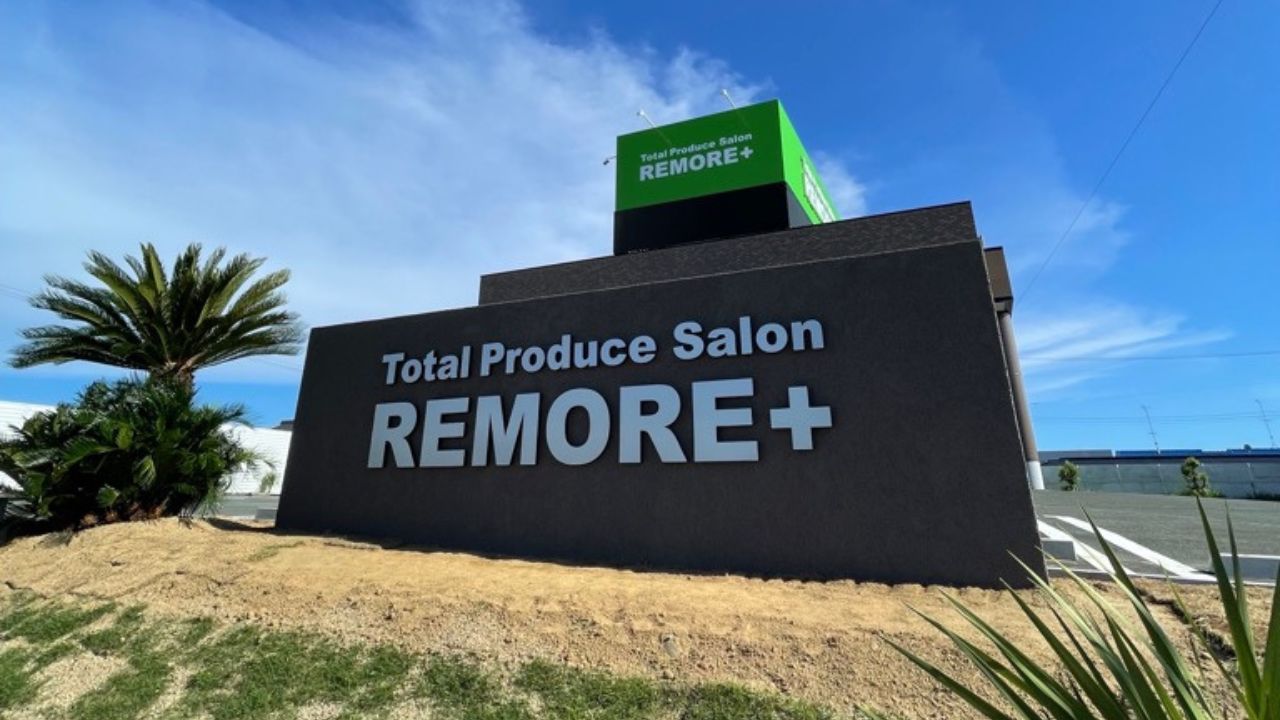 Total Produce Salon
REMORE+
Total Produce Salon
REMORE+